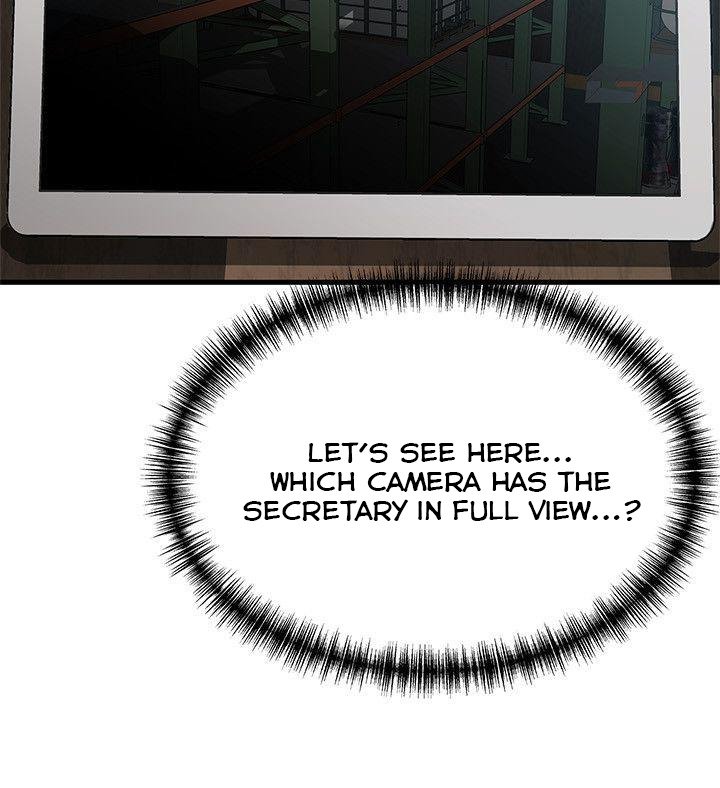 LET'S SEE HERE...
WHICH CAMERA HAS THE
SECRETARY IN FULL VIEW...?